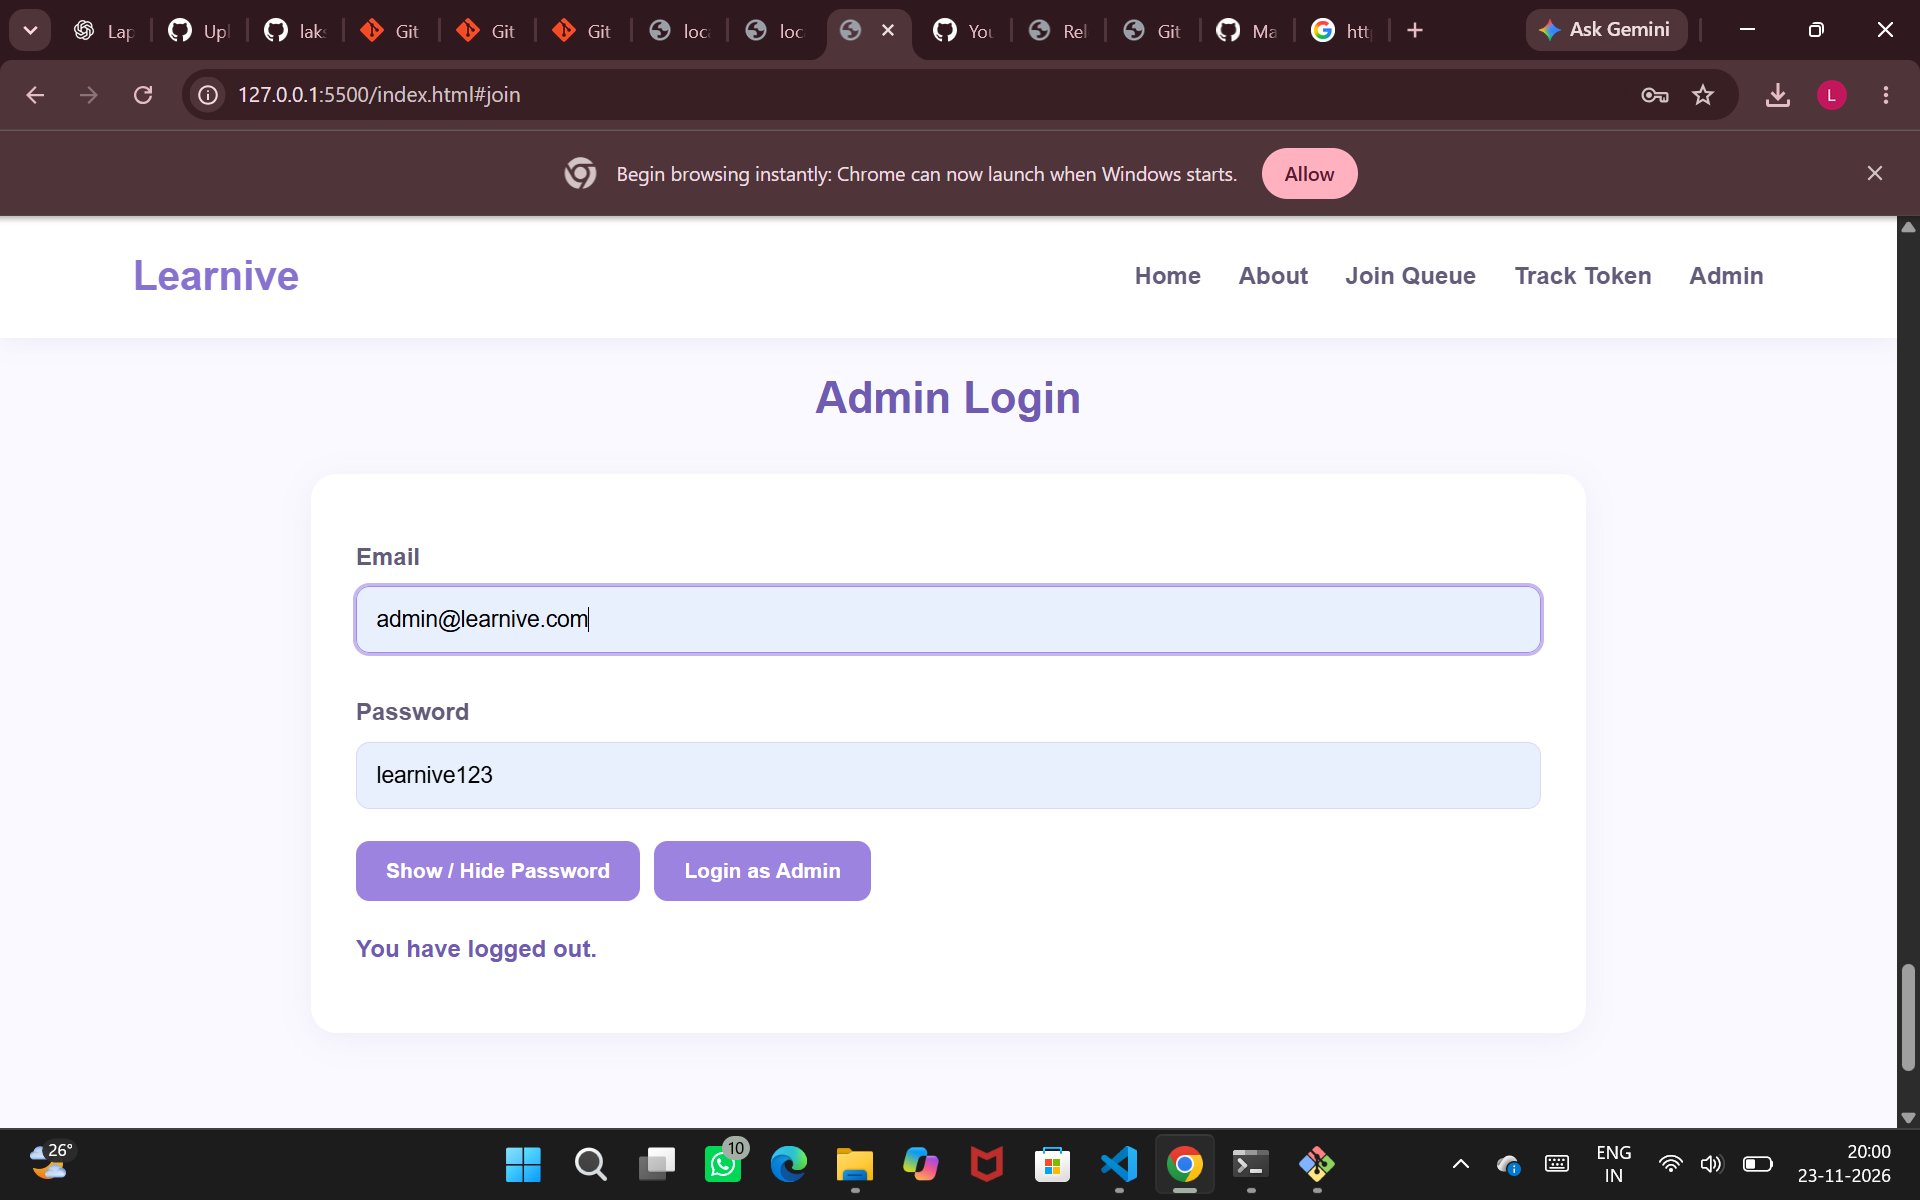 Lap
Upl
laks
Git
Git
Git
loca
loc
You
Rel
Git
Ma
htt
Ask Gemini
127.0.0.1:5500/index.html#join
L
Begin browsing instantly: Chrome can now launch when Windows starts.
Allow
Learnive
Home
About
Join Queue
Track Token
Admin
Admin Login
Email
admin@learnive.com
Password
learnive123
Show / Hide Password
Login as Admin
You have logged out.
26°
10
ENG
IN
20:00
23-11-2026